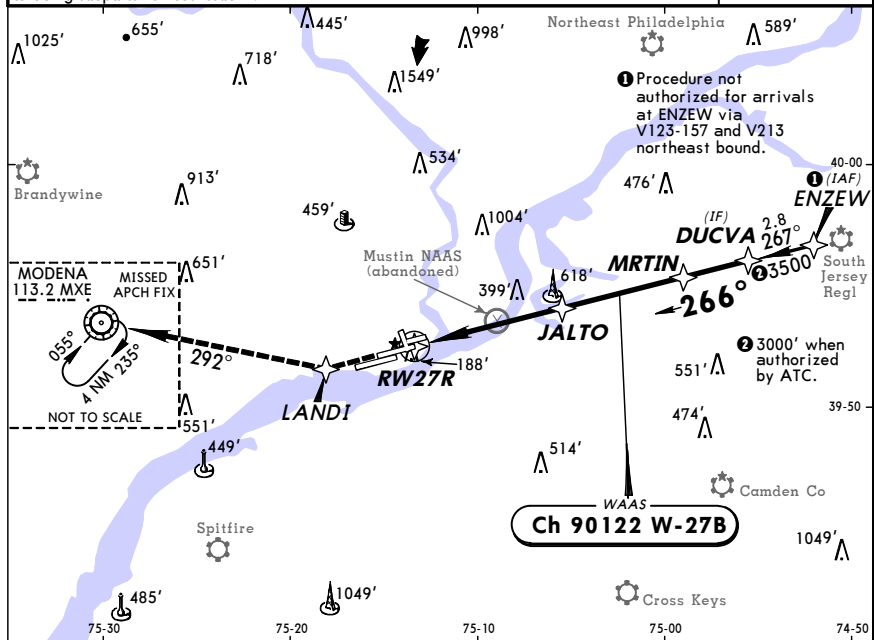 Northeast Philadelphia
445'
998'
589'
1025'
655'
718'
1549'
❶ Procedure not
authorized for arrivals
at ENZEW via
V123-157 and V213
northeast bound.
40-00
534'
476'
❶ (IAF)
ENZEW
Brandywine
913'
459'
1004'
(IF)
DUCVA
2.8
267°
❷3500
South
Jersey
Regl
Mustin NAAS
(abandoned)
MRTIN
651'
618'
399'
266°
MODENA
113.2 MXE
MISSED
APCH FIX
055°
4 NM 235°
NOT TO SCALE
292°
JALTO
188'
RW27R
LANDI
❷ 3000' when
authorized
by ATC.
551'
39-50
551'
474'
449'
514'
WAAS
Ch 90122 W-27B
Camden Co
Spitfire
1049'
485'
1049'
Cross Keys
75-30
75-20
75-10
75-00
74-50